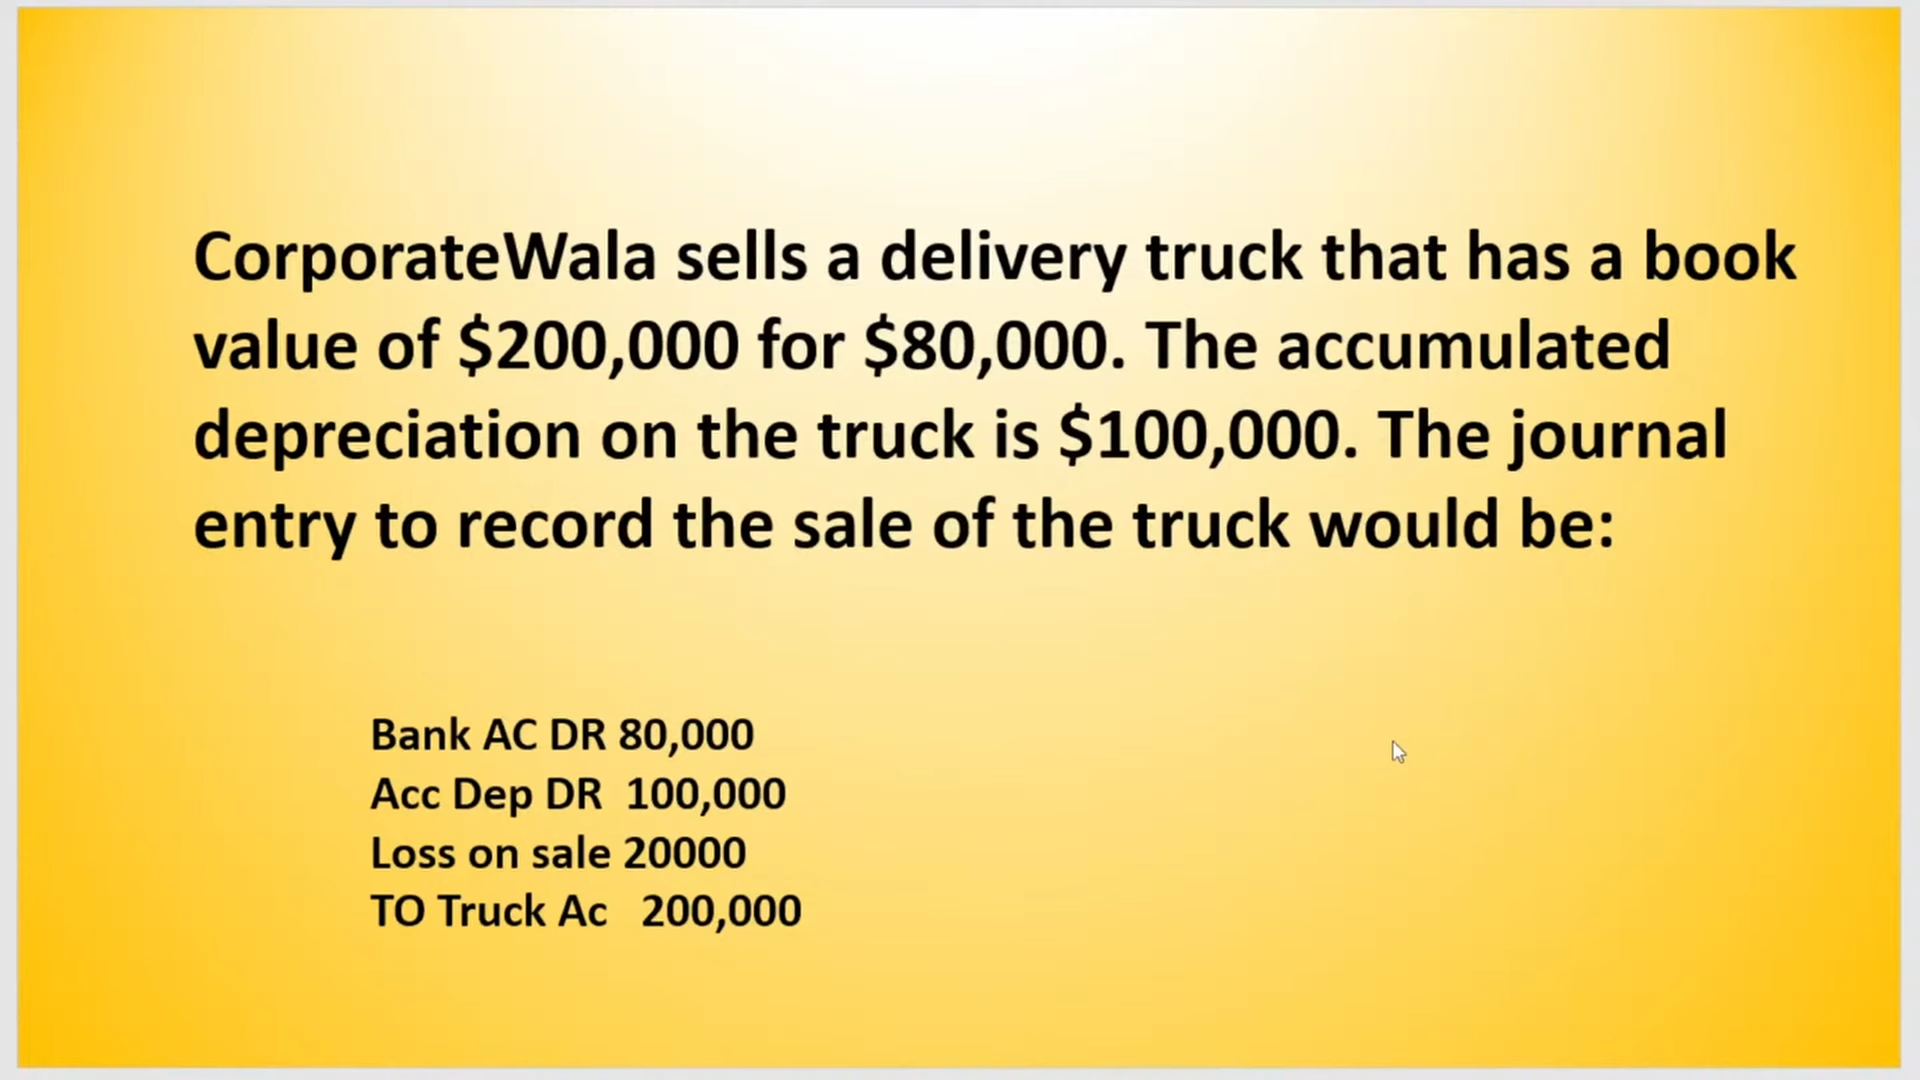 CorporateWala sells a delivery truck that has a book
value of $200,000 for $80,000. The accumulated
depreciation on the truck is $100,000. The journal
entry to record the sale of the truck would be:
Bank AC DR 80,000
Acc Dep DR  100,000
Loss on sale 20000
TO Truck Ac   200,000